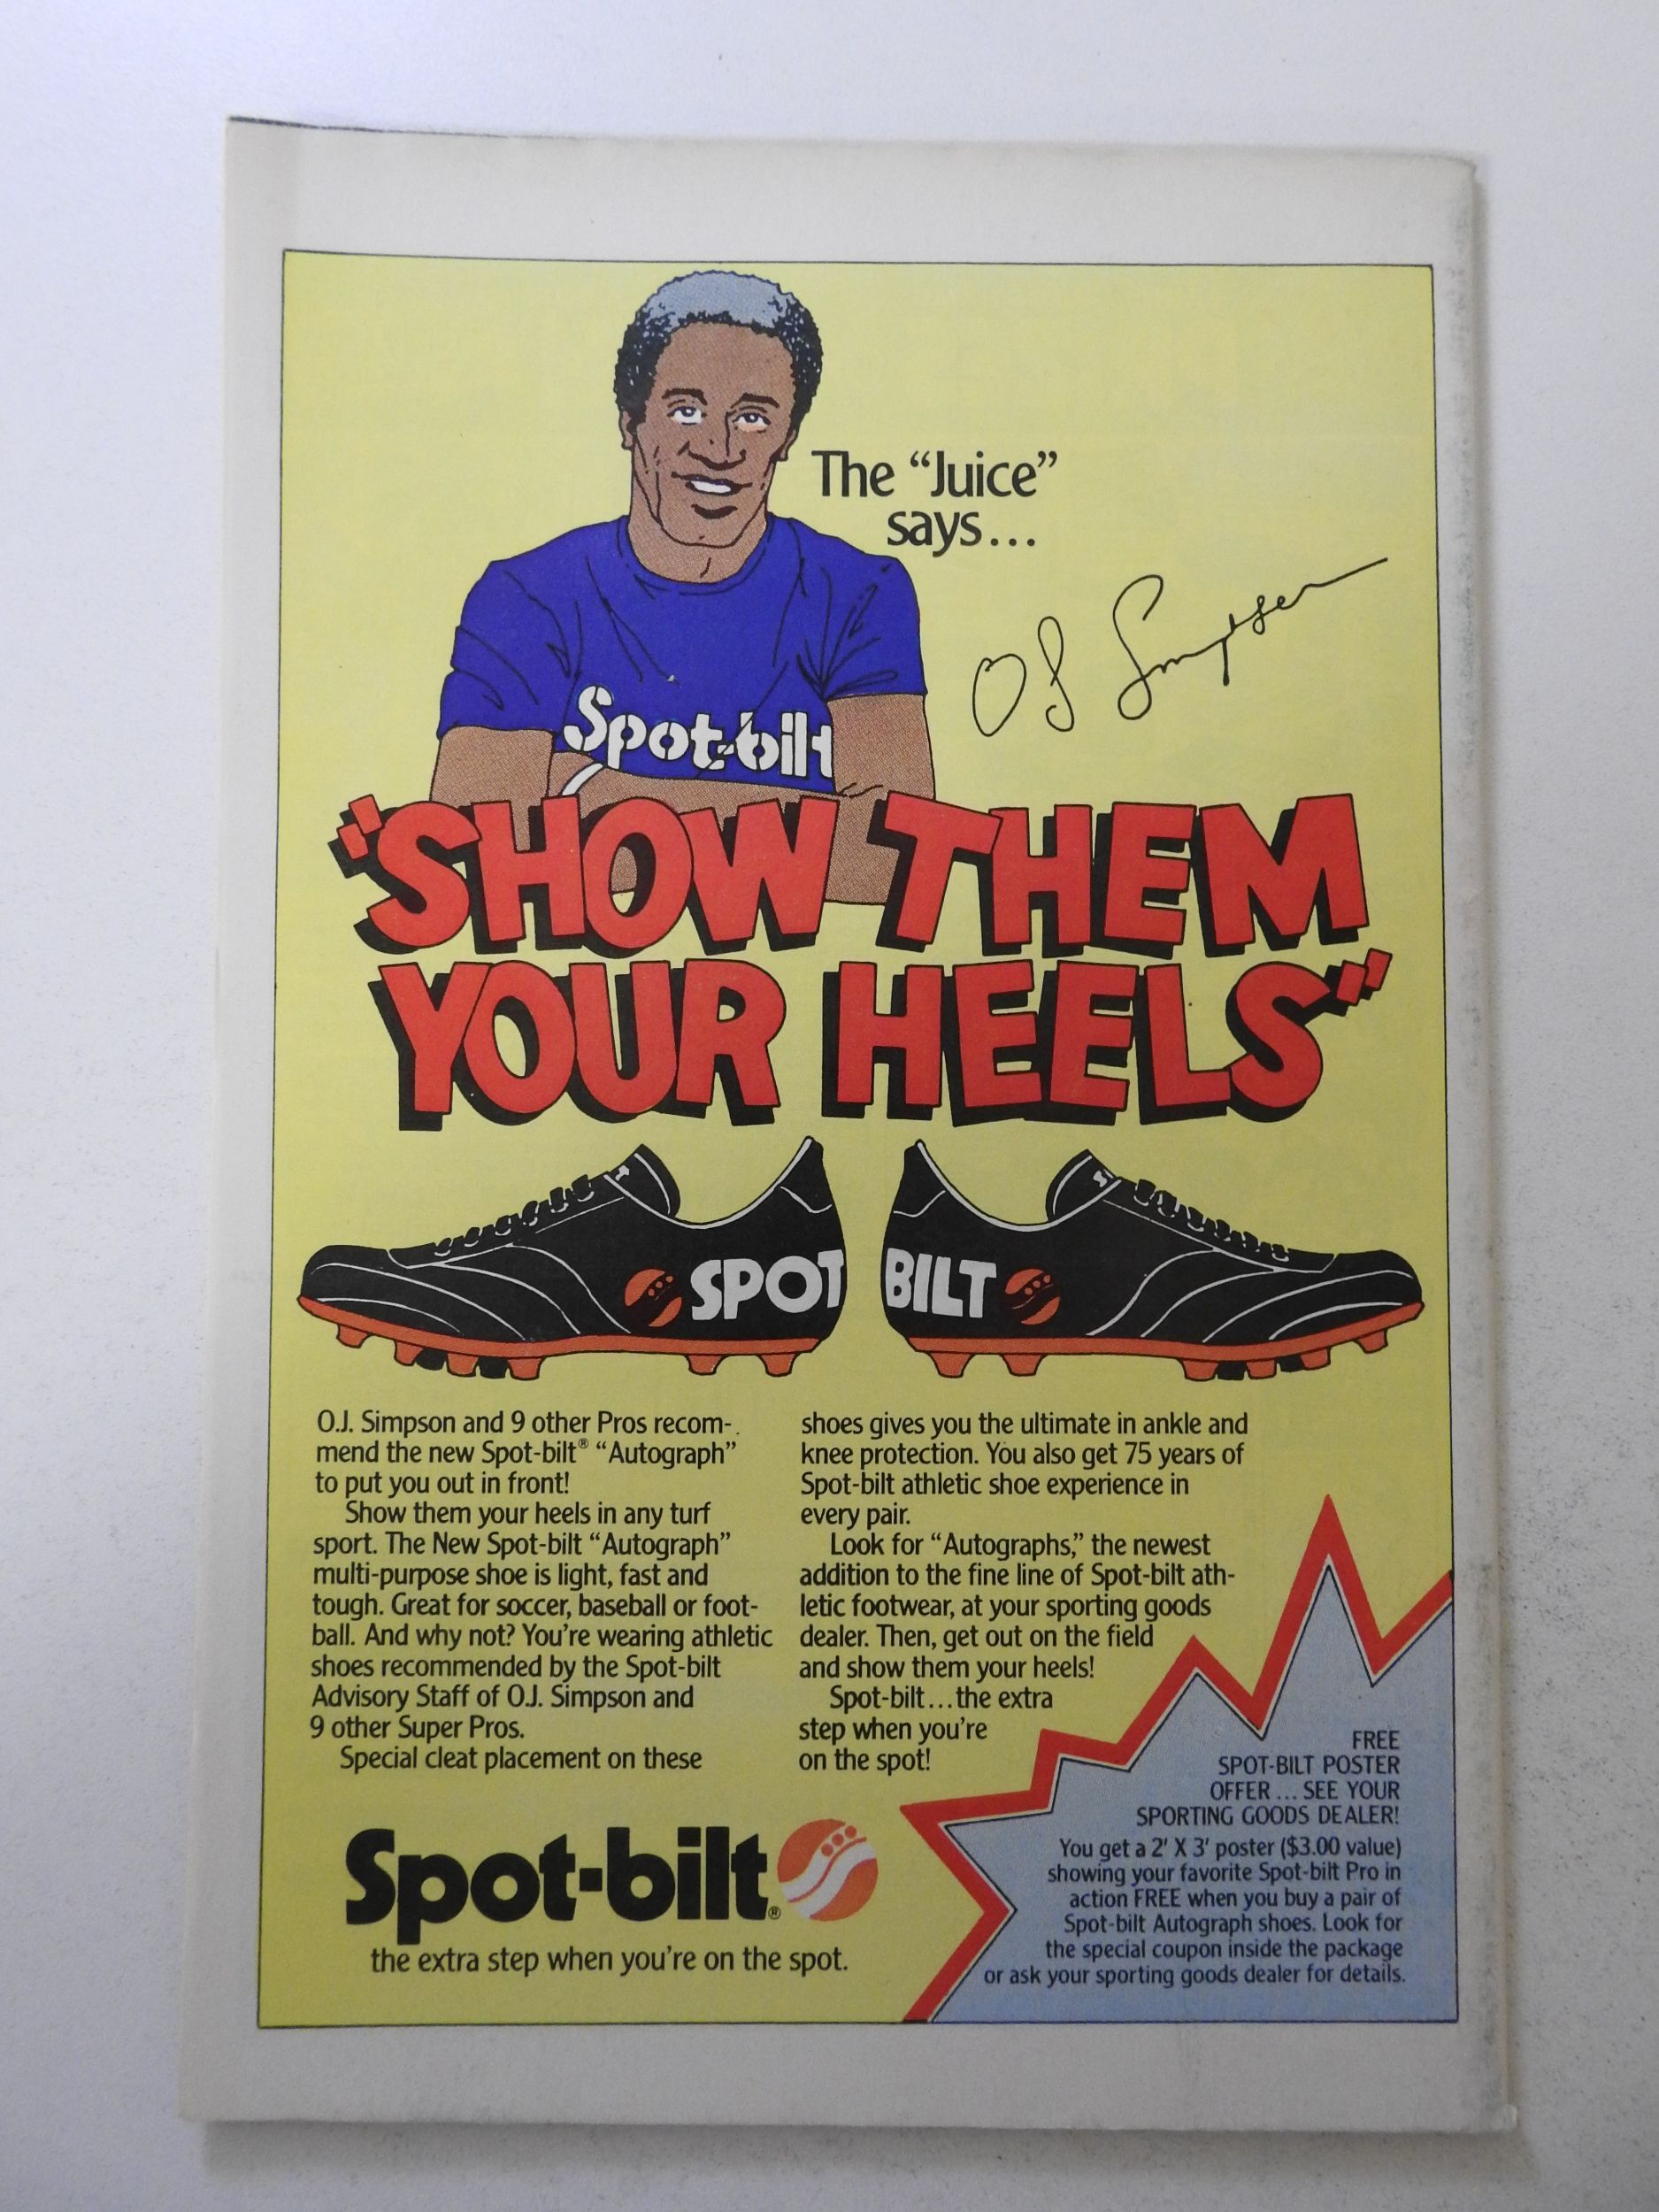 The “Juice”
says...
OJ Simpson
Spot-bilt
“SHOW THEM
YOUR HEELS”
SPOT BILT
O.J. Simpson and 9 other Pros recom-
mend the new Spot-bilt® “Autograph”
to put you out in front!
Show them your heels in any turf
sport. The New Spot-bilt “Autograph”
multi-purpose shoe is light, fast and
tough. Great for soccer, baseball or foot-
ball. And why not? You’re wearing athletic
shoes recommended by the Spot-bilt
Advisory Staff of O.J. Simpson and
9 other Super Pros.
Special cleat placement on these
shoes gives you the ultimate in ankle and
knee protection. You also get 75 years of
Spot-bilt athletic shoe experience in
every pair.
Look for “Autographs,” the newest
addition to the fine line of Spot-bilt ath-
letic footwear, at your sporting goods
dealer. Then, get out on the field
and show them your heels!
Spot-bilt...the extra
step when you’re
on the spot!
Spot-bilt®
the extra step when you’re on the spot.
FREE
SPOT-BILT POSTER
OFFER... SEE YOUR
SPORTING GOODS DEALER!
You get a 2' X 3' poster ($3.00 value)
showing your favorite Spot-bilt Pro in
action FREE when you buy a pair of
Spot-bilt Autograph shoes. Look for
the special coupon inside the package
or ask your sporting goods dealer for details.